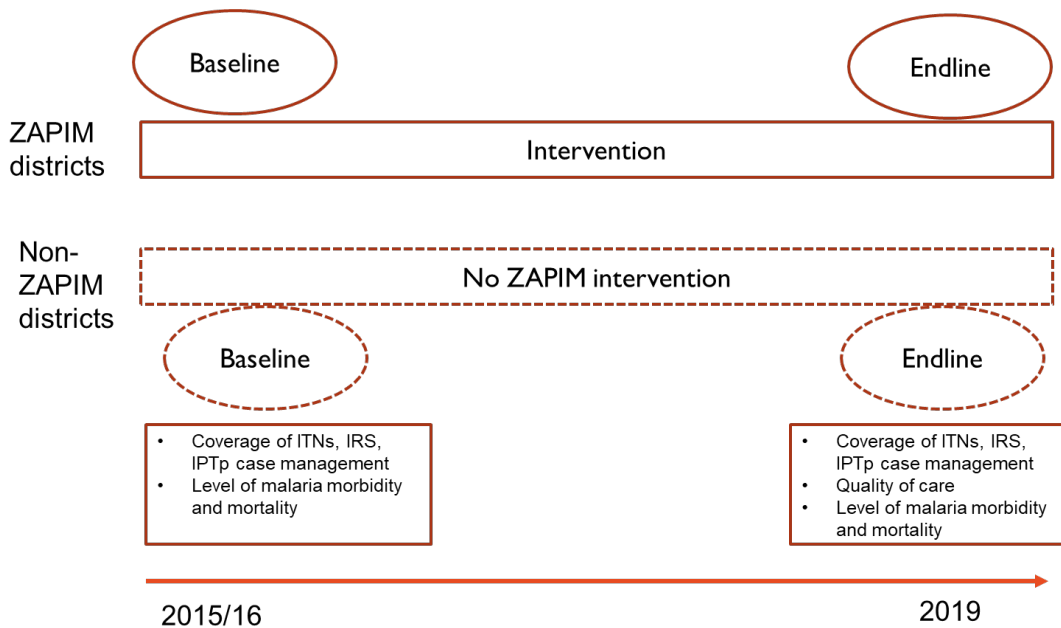 Baseline
Endline
ZAPIM
districts
Intervention
Non-
ZAPIM
districts
No ZAPIM intervention
Baseline
Endline
• Coverage of ITNs, IRS,
IPTp case management
• Level of malaria morbidity
and mortality
• Coverage of ITNs, IRS,
IPTp case management
• Quality of care
• Level of malaria morbidity
and mortality
2015/16
2019